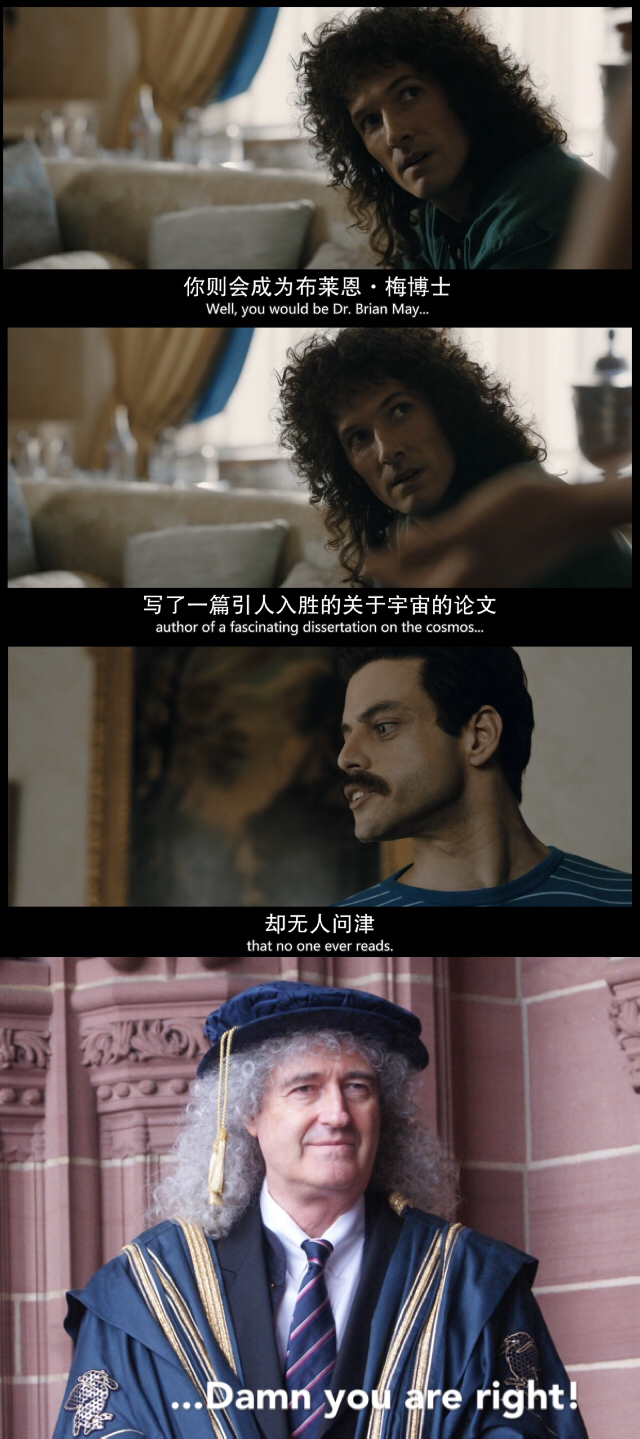 你则会成为布莱恩·梅博士
Well, you would be Dr. Brian May...
写了一篇引人入胜的关于宇宙的论文
author of a fascinating dissertation on the cosmos...
却无人问津
that no one ever reads.
...Damn you are right!